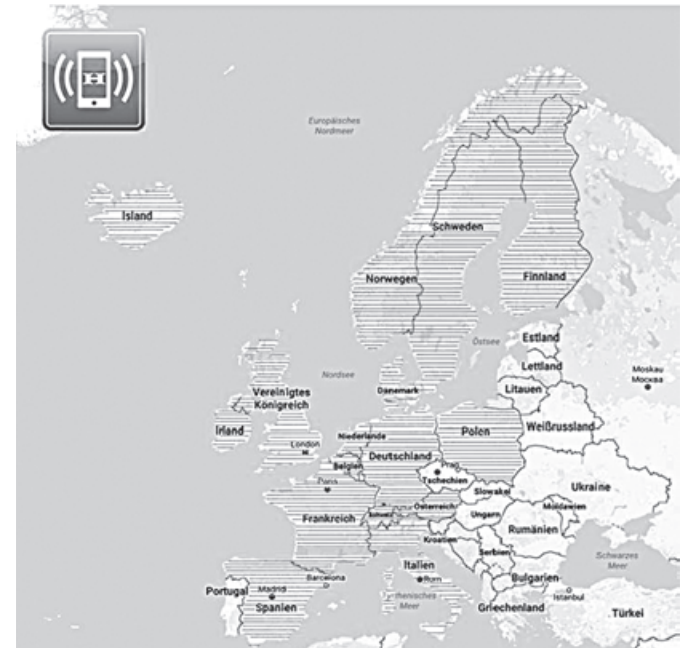 H
Europäisches
Nordmeer
Island
Schweden
Norwegen
Finnland
Ostsee
Estland
Lettland
Litauen
Moskau
Москва
Nordsee
Dänemark
Vereinigtes
Königreich
Irland
London
Niederlande
Belgien
Deutschland
Polen
Weißrussland
Prag
Tschechien
Ukraine
Paris
Slowakei
Österreich
Ungarn
Moldawien
Frankreich
Rumänien
Kroatien
Serbien
Schwarzes
Meer
Italien
Rom
Bulgarien
Istanbul
Portugal
Madrid
Barcelona
Spanien
Meer
Griechenland
Türkei